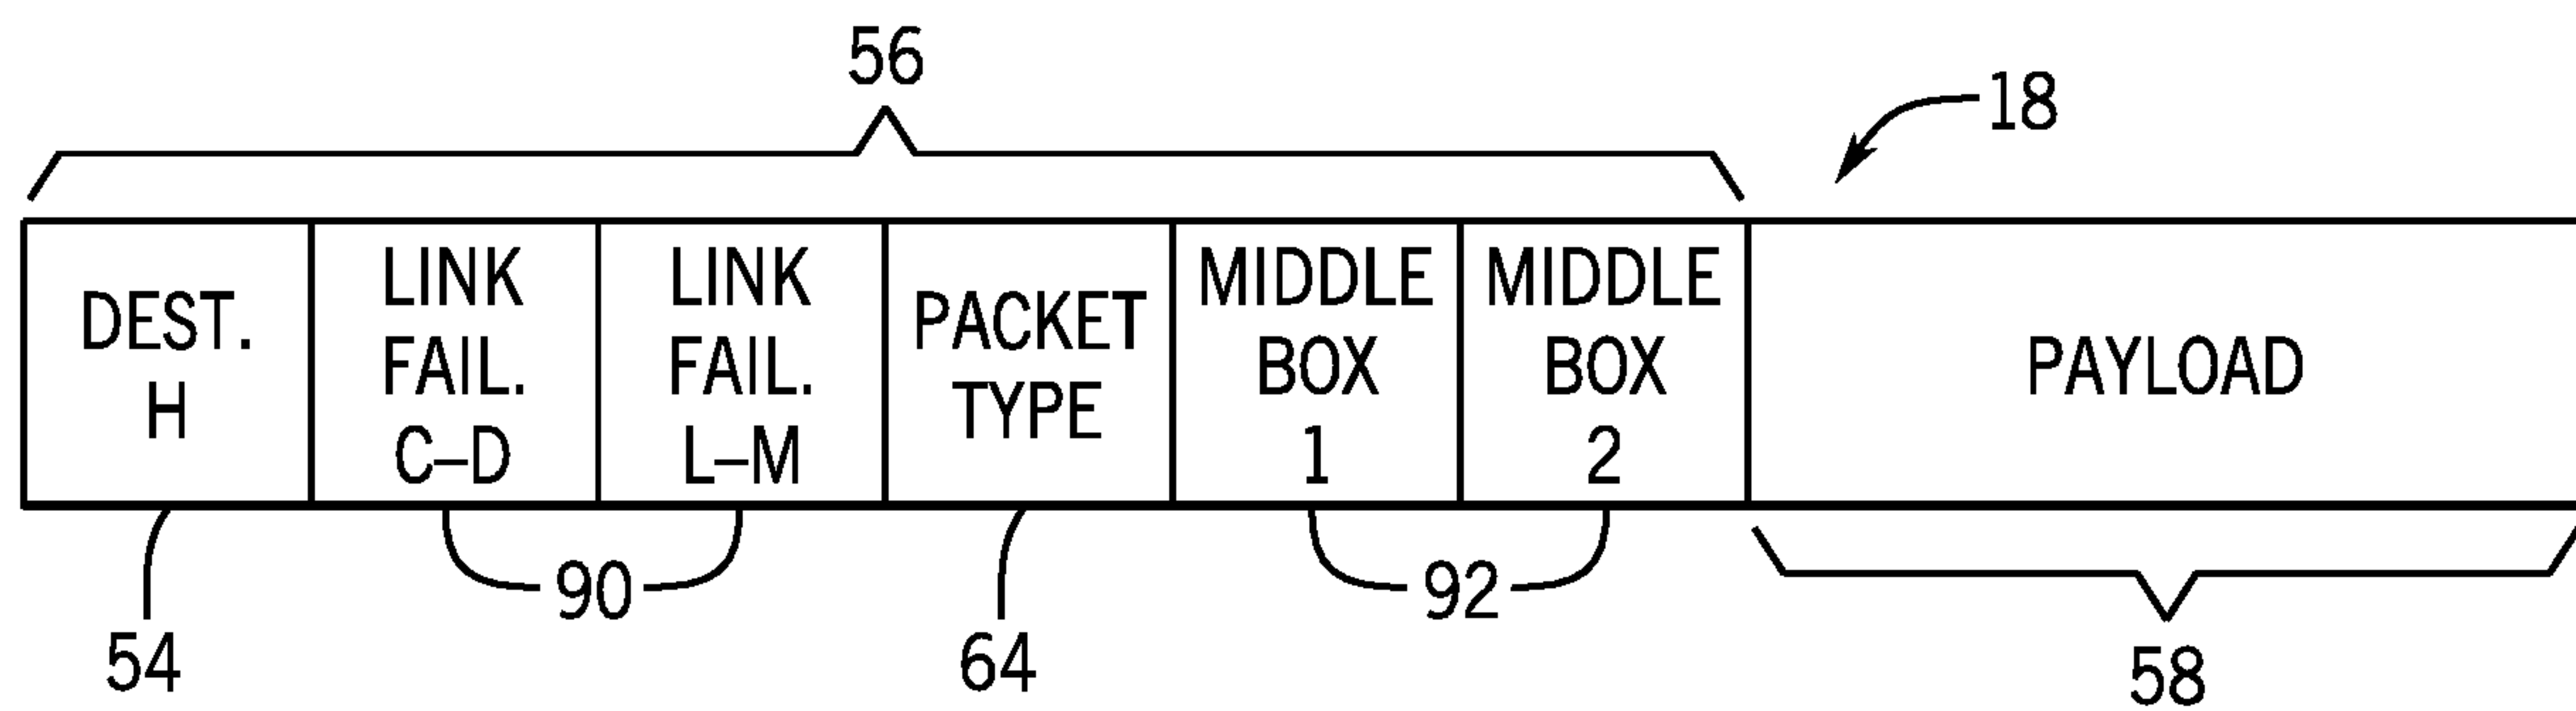 56
18
DEST.
H
LINK
FAIL.
C–D
LINK
FAIL.
L–M
PACKET
TYPE
MIDDLE
BOX
1
MIDDLE
BOX
2
PAYLOAD
54
90
64
92
58